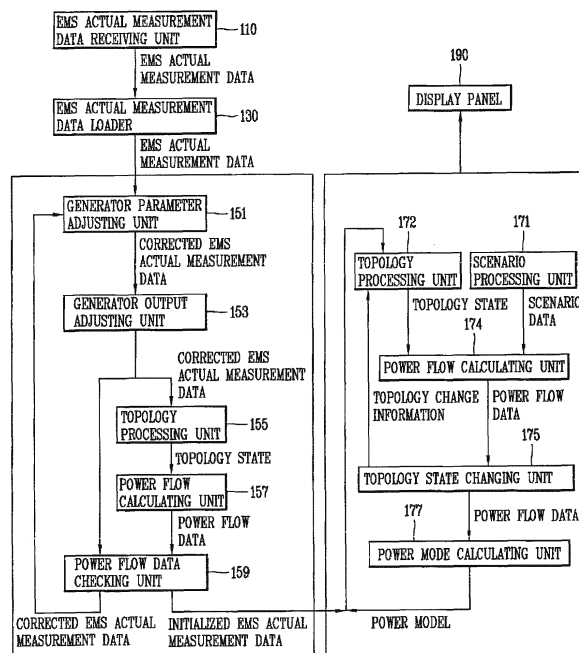 EMS ACTUAL MEASUREMENT
DATA RECEIVING UNIT
110
EMS ACTUAL
MEASUREMENT DATA
EMS ACTUAL MEASUREMENT
DATA LOADER
130
EMS ACTUAL
MEASUREMENT DATA
GENERATOR PARAMETER
ADJUSTING UNIT
151
CORRECTED EMS
ACTUAL MEASUREMENT
DATA
GENERATOR OUTPUT
ADJUSTING UNIT
153
CORRECTED EMS
ACTUAL MEASUREMENT
DATA
TOPOLOGY
PROCESSING UNIT
155
TOPOLOGY STATE
POWER FLOW
CALCULATING UNIT
157
POWER FLOW
DATA
POWER FLOW DATA
CHECKING UNIT
159
CORRECTED EMS ACTUAL
MEASUREMENT DATA
INITIALIZED EMS ACTUAL
MEASUREMENT DATA
190
DISPLAY PANEL
172
TOPOLOGY
PROCESSING UNIT
171
SCENARIO
PROCESSING UNIT
TOPOLOGY STATE
SCENARIO
DATA
174
POWER FLOW CALCULATING UNIT
TOPOLOGY CHANGE
INFORMATION
POWER FLOW
DATA
175
TOPOLOGY STATE CHANGING UNIT
POWER FLOW DATA
177
POWER MODE CALCULATING UNIT
POWER MODEL